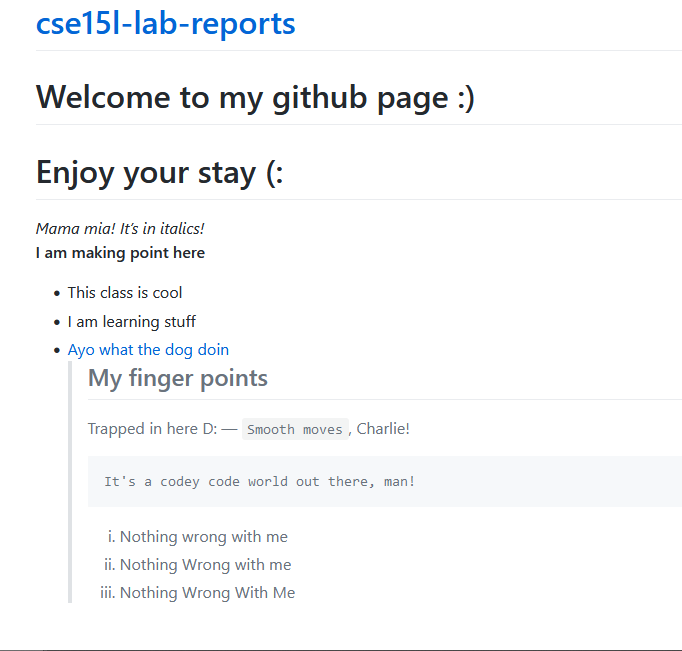 cse15l-lab-reports
Welcome to my github page :)
Enjoy your stay (:
Mama mia! It's in italics!
I am making point here
• This class is cool
• I am learning stuff
• Ayo what the dog doin
My finger points
Trapped in here D: — Smooth moves, Charlie!
It's a codey code world out there, man!
i. Nothing wrong with me
ii. Nothing Wrong with me
iii. Nothing Wrong With Me